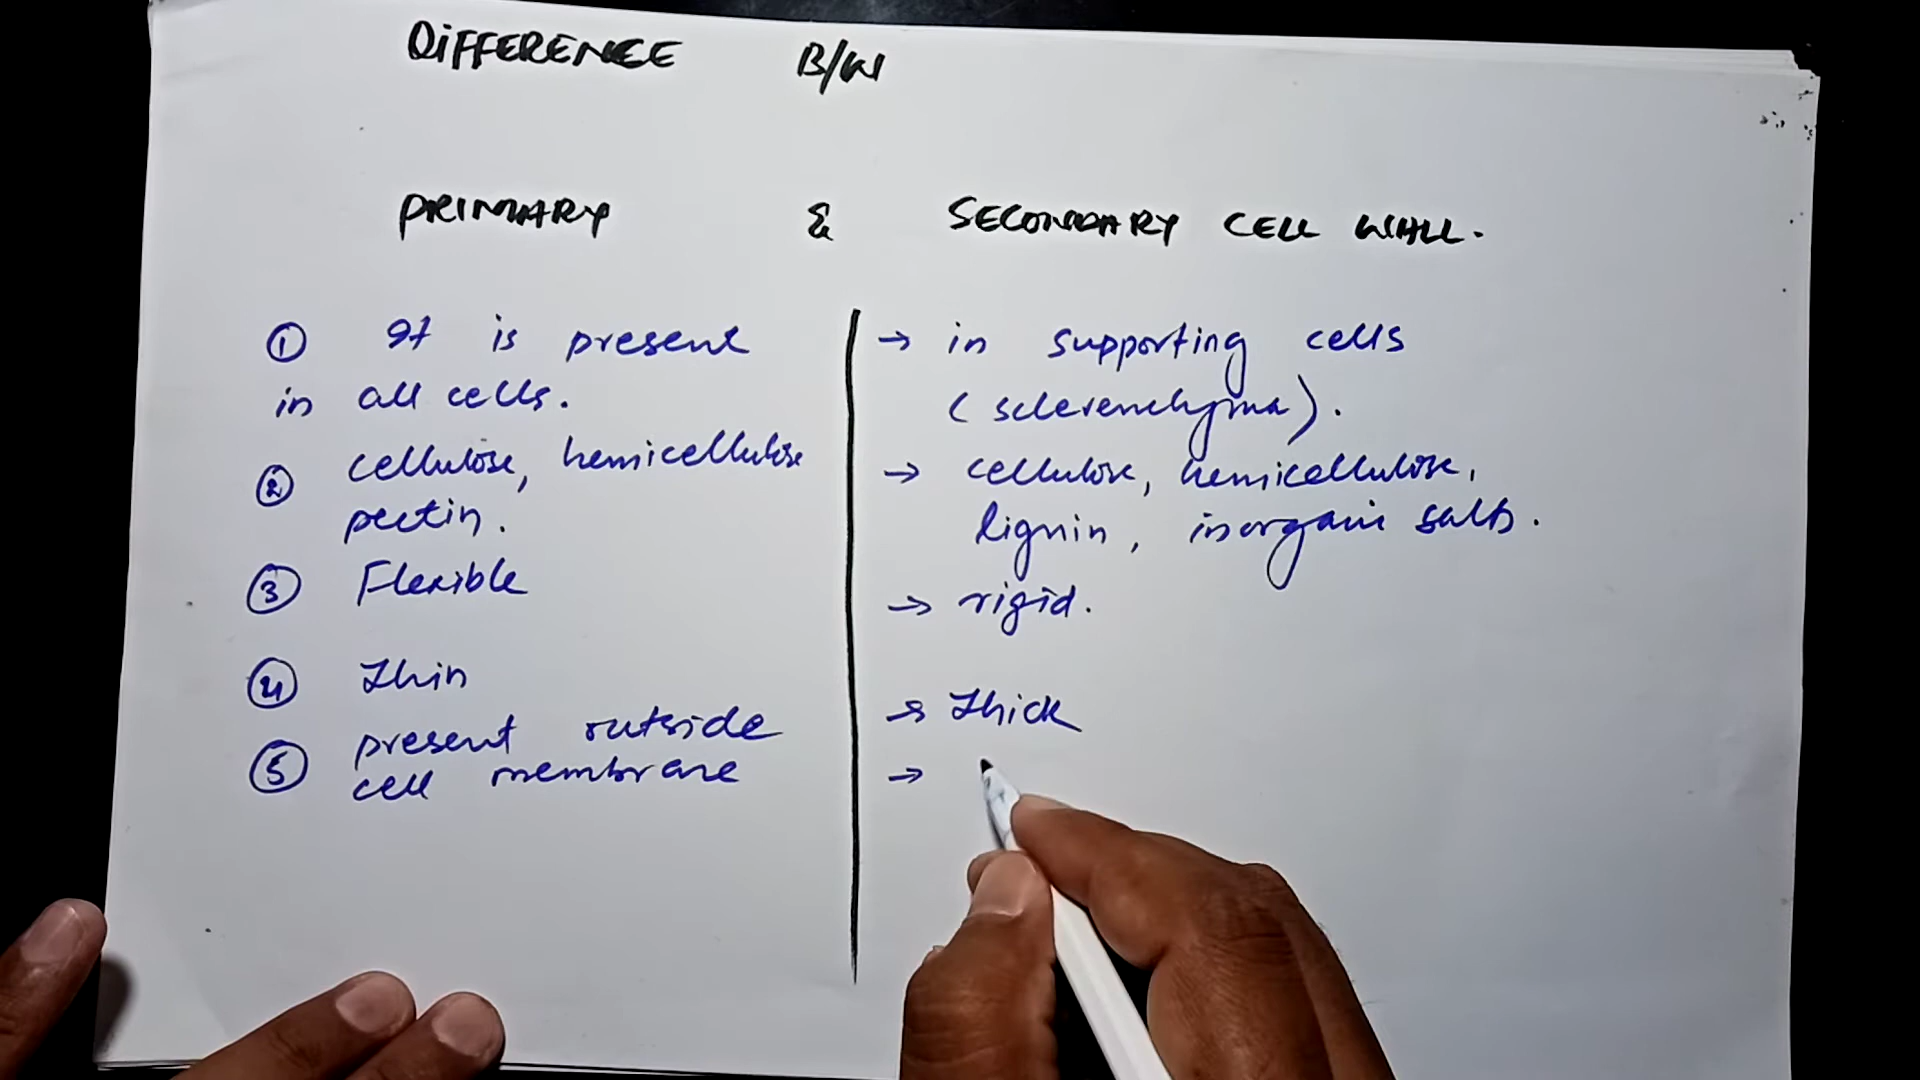 DIFFERENCE B/W
PRIMARY & SECONDARY CELL WALL.
① It is present
in all cells.
② cellulose, hemicellulose
pectin.
③ Flexible
④ Thin
⑤ present outside
cell membrane
→ in supporting cells
(sclerenchyma).
→ cellulose, hemicellulose,
lignin, inorganic salts.
→ rigid.
→ Thick
→